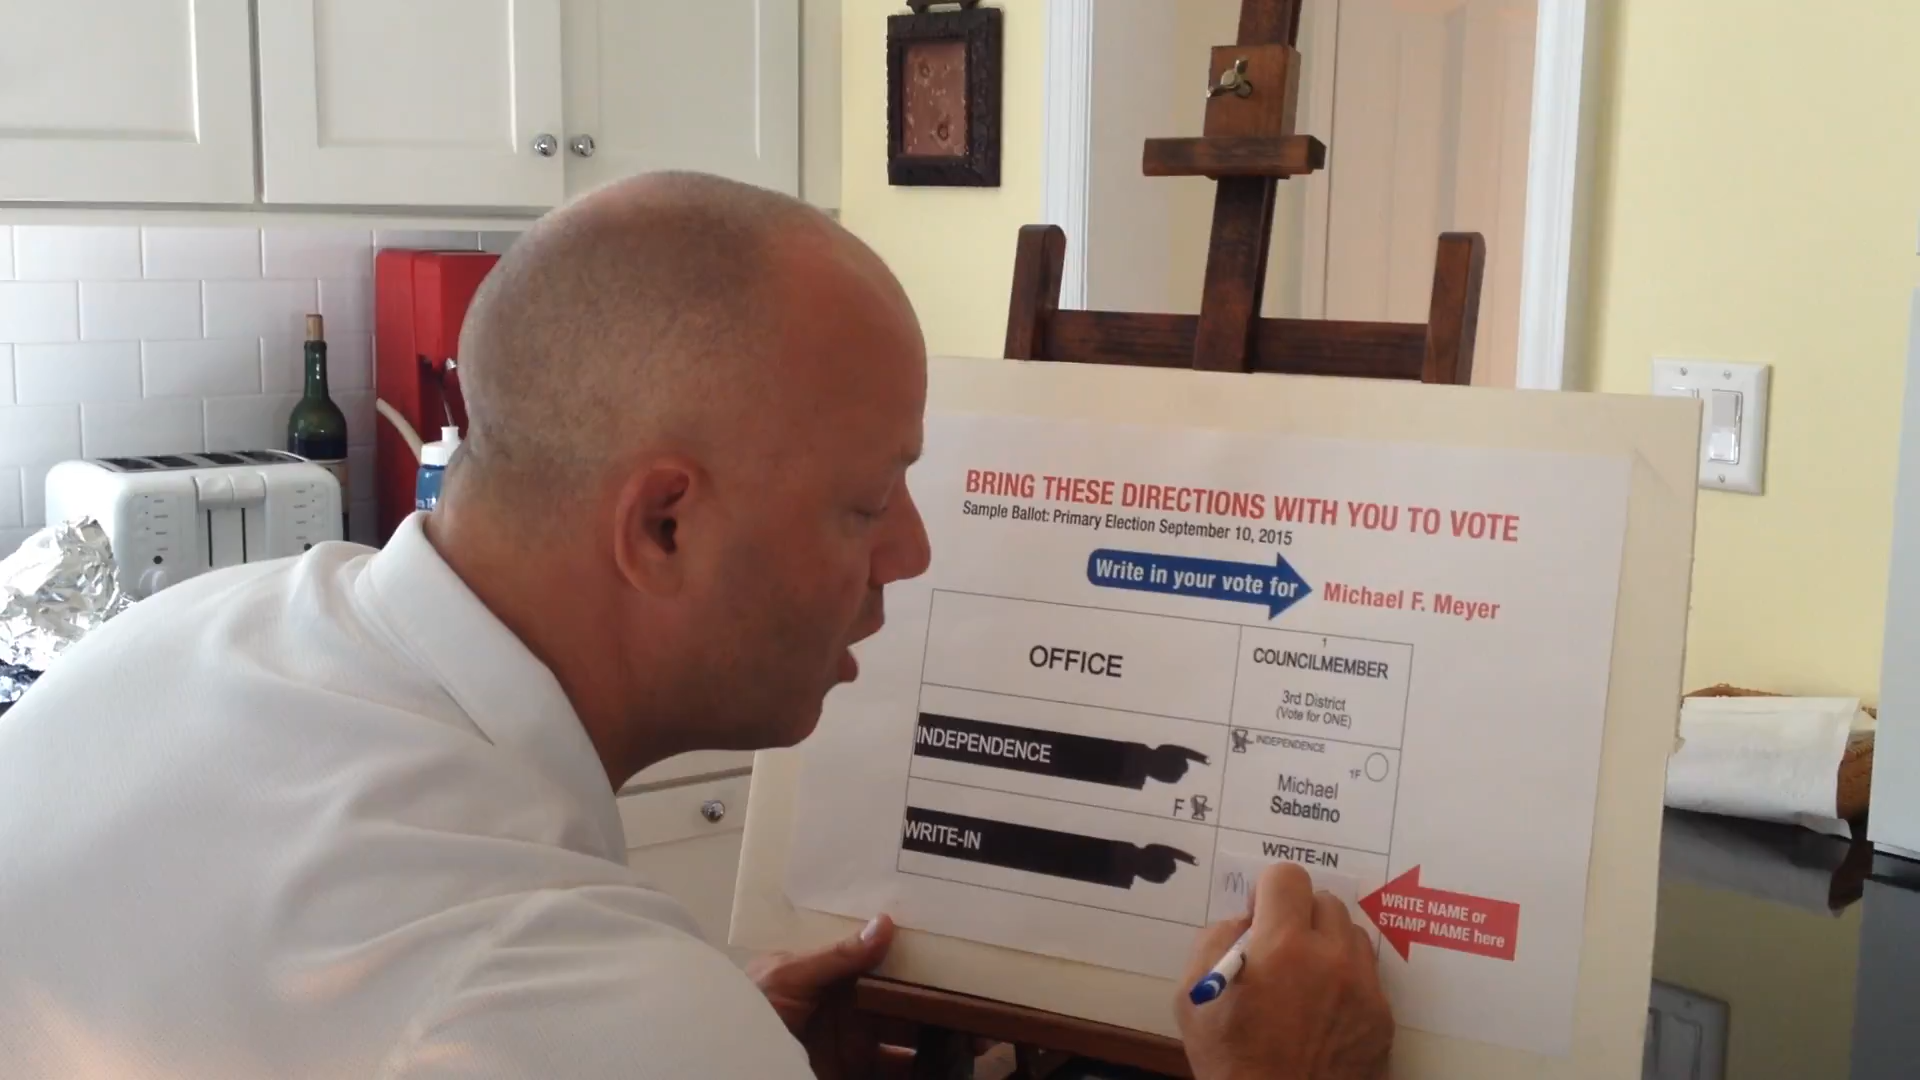 BRING THESE DIRECTIONS WITH YOU TO VOTE
Sample Ballot: Primary Election September 10, 2015
Write in your vote for
Michael F. Meyer
OFFICE
1
COUNCILMEMBER
3rd District
(Vote for ONE)
INDEPENDENCE
F
INDEPENDENCE
1F
Michael
Sabatino
WRITE-IN
WRITE-IN
WRITE NAME or
STAMP NAME here